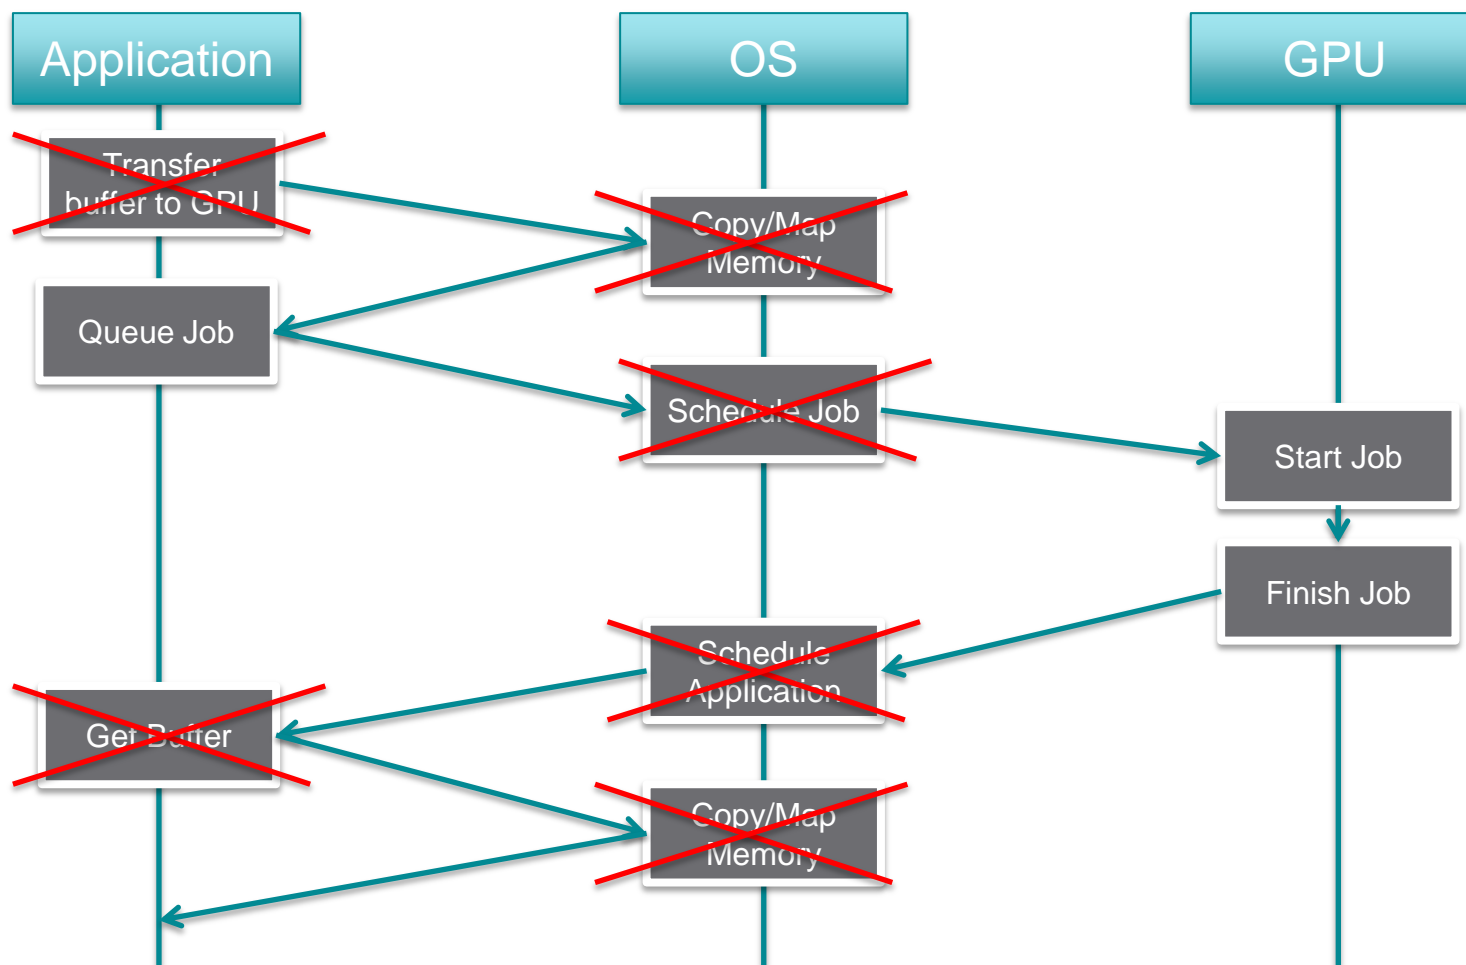 Application
OS
GPU
Transfer
buffer to GPU
Copy/Map
Memory
Queue Job
Schedule Job
Start Job
Finish Job
Schedule
Application
Get Buffer
Copy/Map
Memory